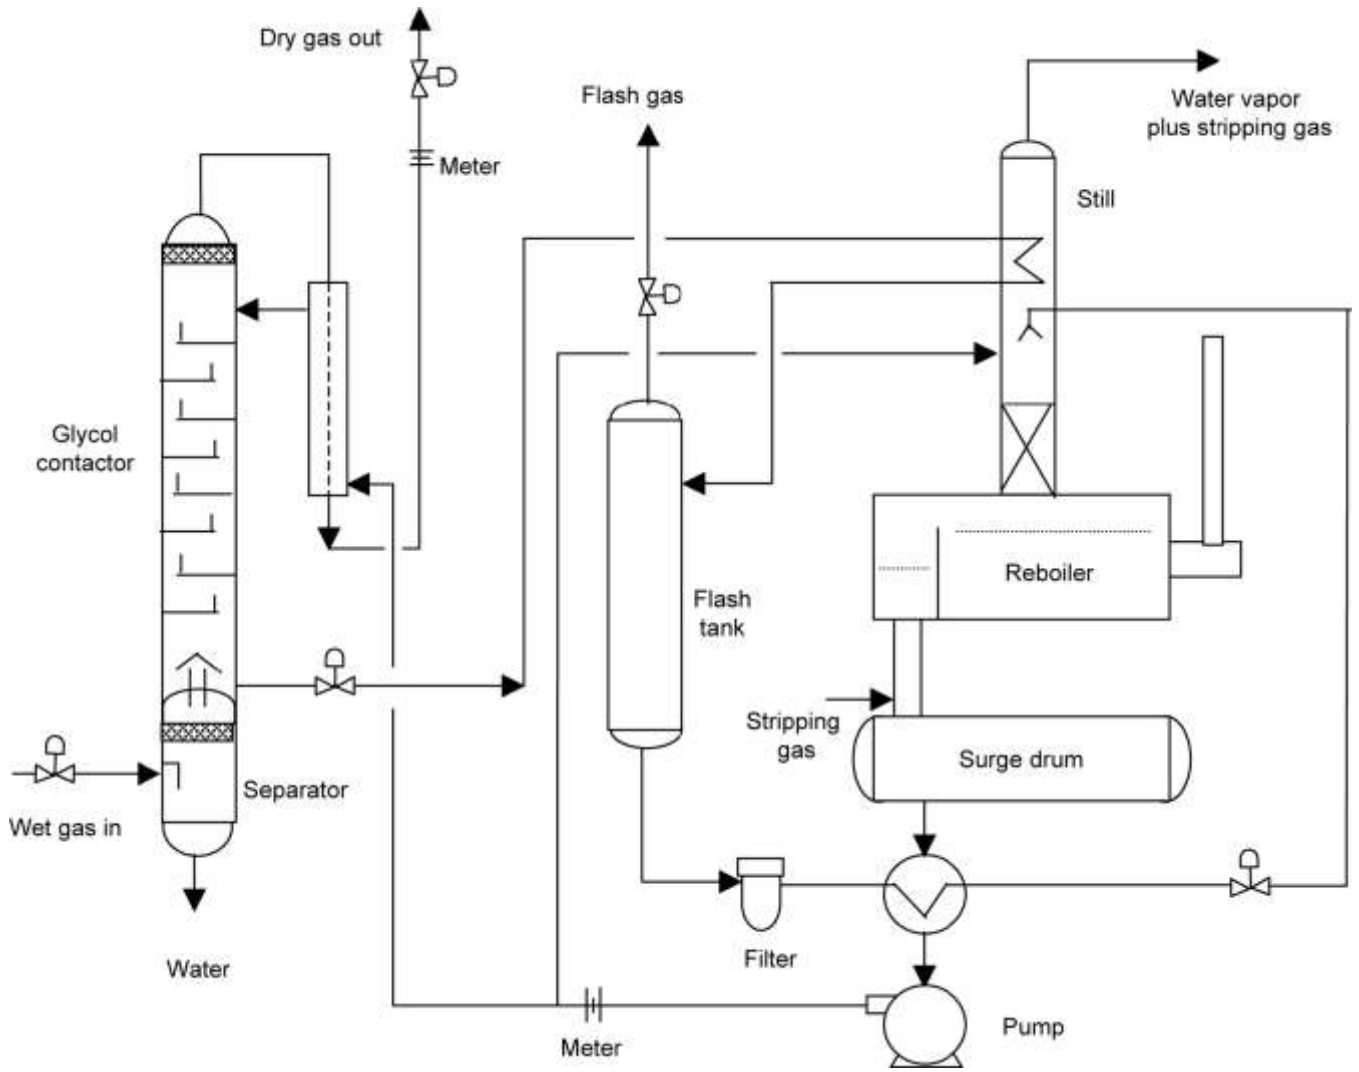 Dry gas out
Flash gas
Water vapor
plus stripping gas
Meter
Still
Glycol
contactor
Reboiler
Flash
tank
Stripping
gas
Surge drum
Separator
Wet gas in
Water
Filter
Pump
Meter